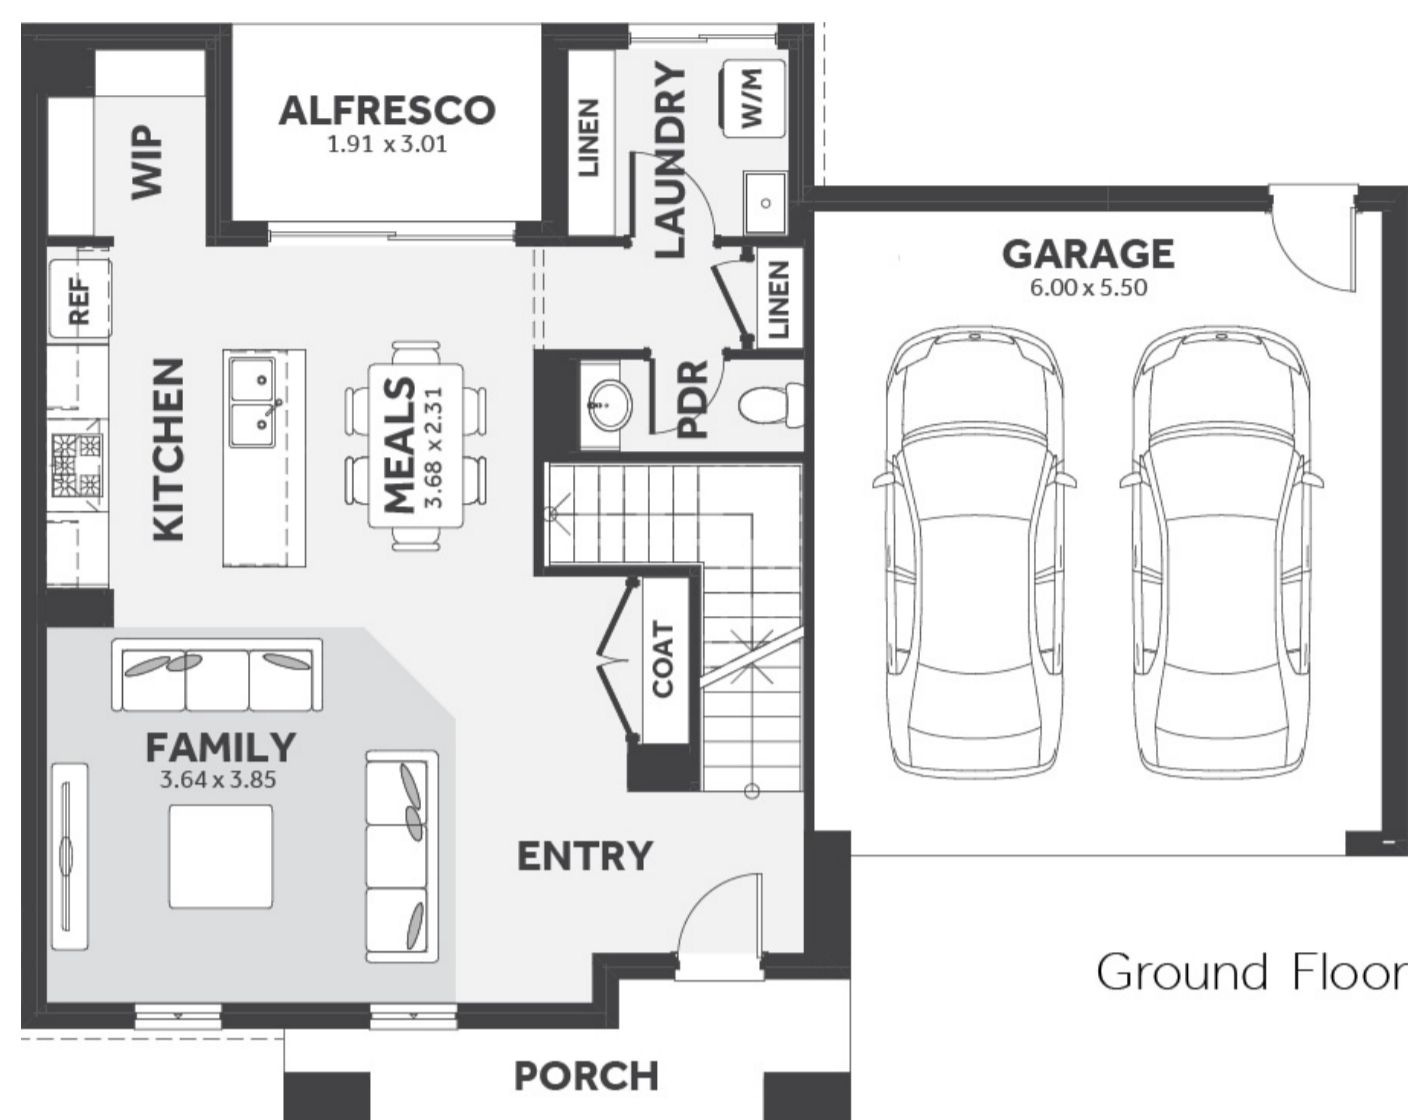 ALFRESCO
1.91 x 3.01
WIP
LINEN
LAUNDRY
W/M
GARAGE
6.00 x 5.50
REF
LINEN
KITCHEN
MEALS
3.68 x 2.31
PDR
COAT
FAMILY
3.64 x 3.85
ENTRY
Ground Floor
PORCH